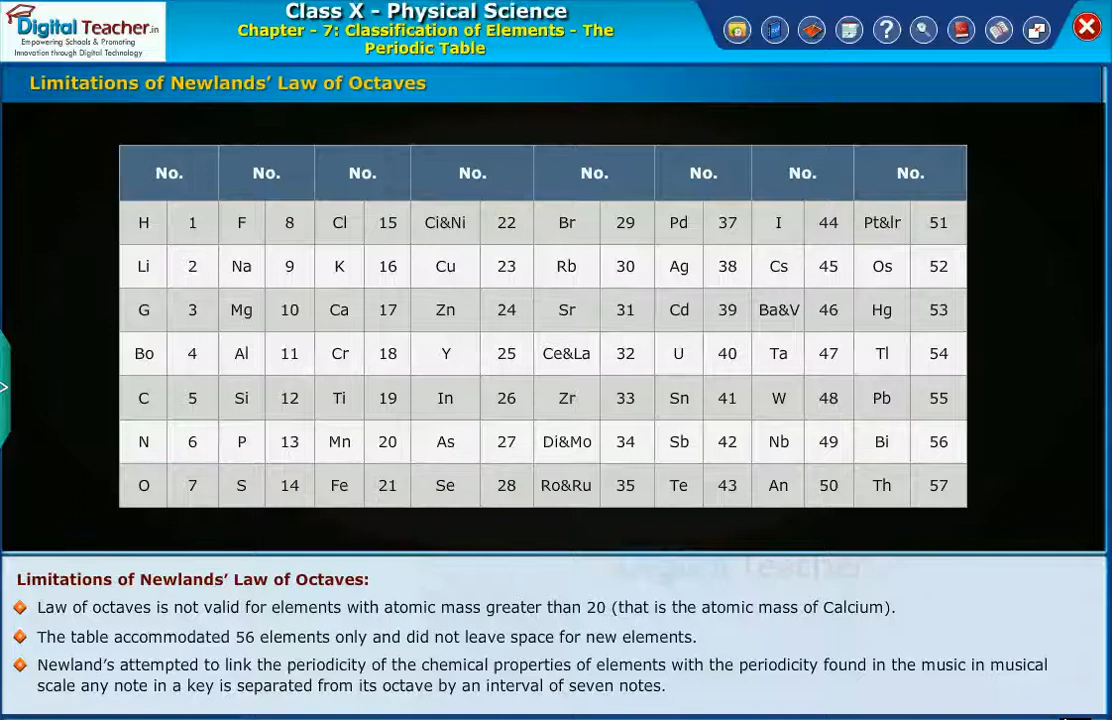 Digital Teacher.in
Empowering Schools & Promoting
Innovation through Digital Technology
Class X - Physical Science
Chapter - 7: Classification of Elements - The
Periodic Table
Limitations of Newlands’ Law of Octaves
No. No. No. No. No. No. No. No.
H 1 F 8 Cl 15 Ci&Ni 22 Br 29 Pd 37 I 44 Pt&lr 51
Li 2 Na 9 K 16 Cu 23 Rb 30 Ag 38 Cs 45 Os 52
G 3 Mg 10 Ca 17 Zn 24 Sr 31 Cd 39 Ba&V 46 Hg 53
Bo 4 Al 11 Cr 18 Y 25 Ce&La 32 U 40 Ta 47 Tl 54
C 5 Si 12 Ti 19 In 26 Zr 33 Sn 41 W 48 Pb 55
N 6 P 13 Mn 20 As 27 Di&Mo 34 Sb 42 Nb 49 Bi 56
O 7 S 14 Fe 21 Se 28 Ro&Ru 35 Te 43 An 50 Th 57
Limitations of Newlands’ Law of Octaves:
Law of octaves is not valid for elements with atomic mass greater than 20 (that is the atomic mass of Calcium).
The table accommodated 56 elements only and did not leave space for new elements.
Newland’s attempted to link the periodicity of the chemical properties of elements with the periodicity found in the music in musical
scale any note in a key is separated from its octave by an interval of seven notes.